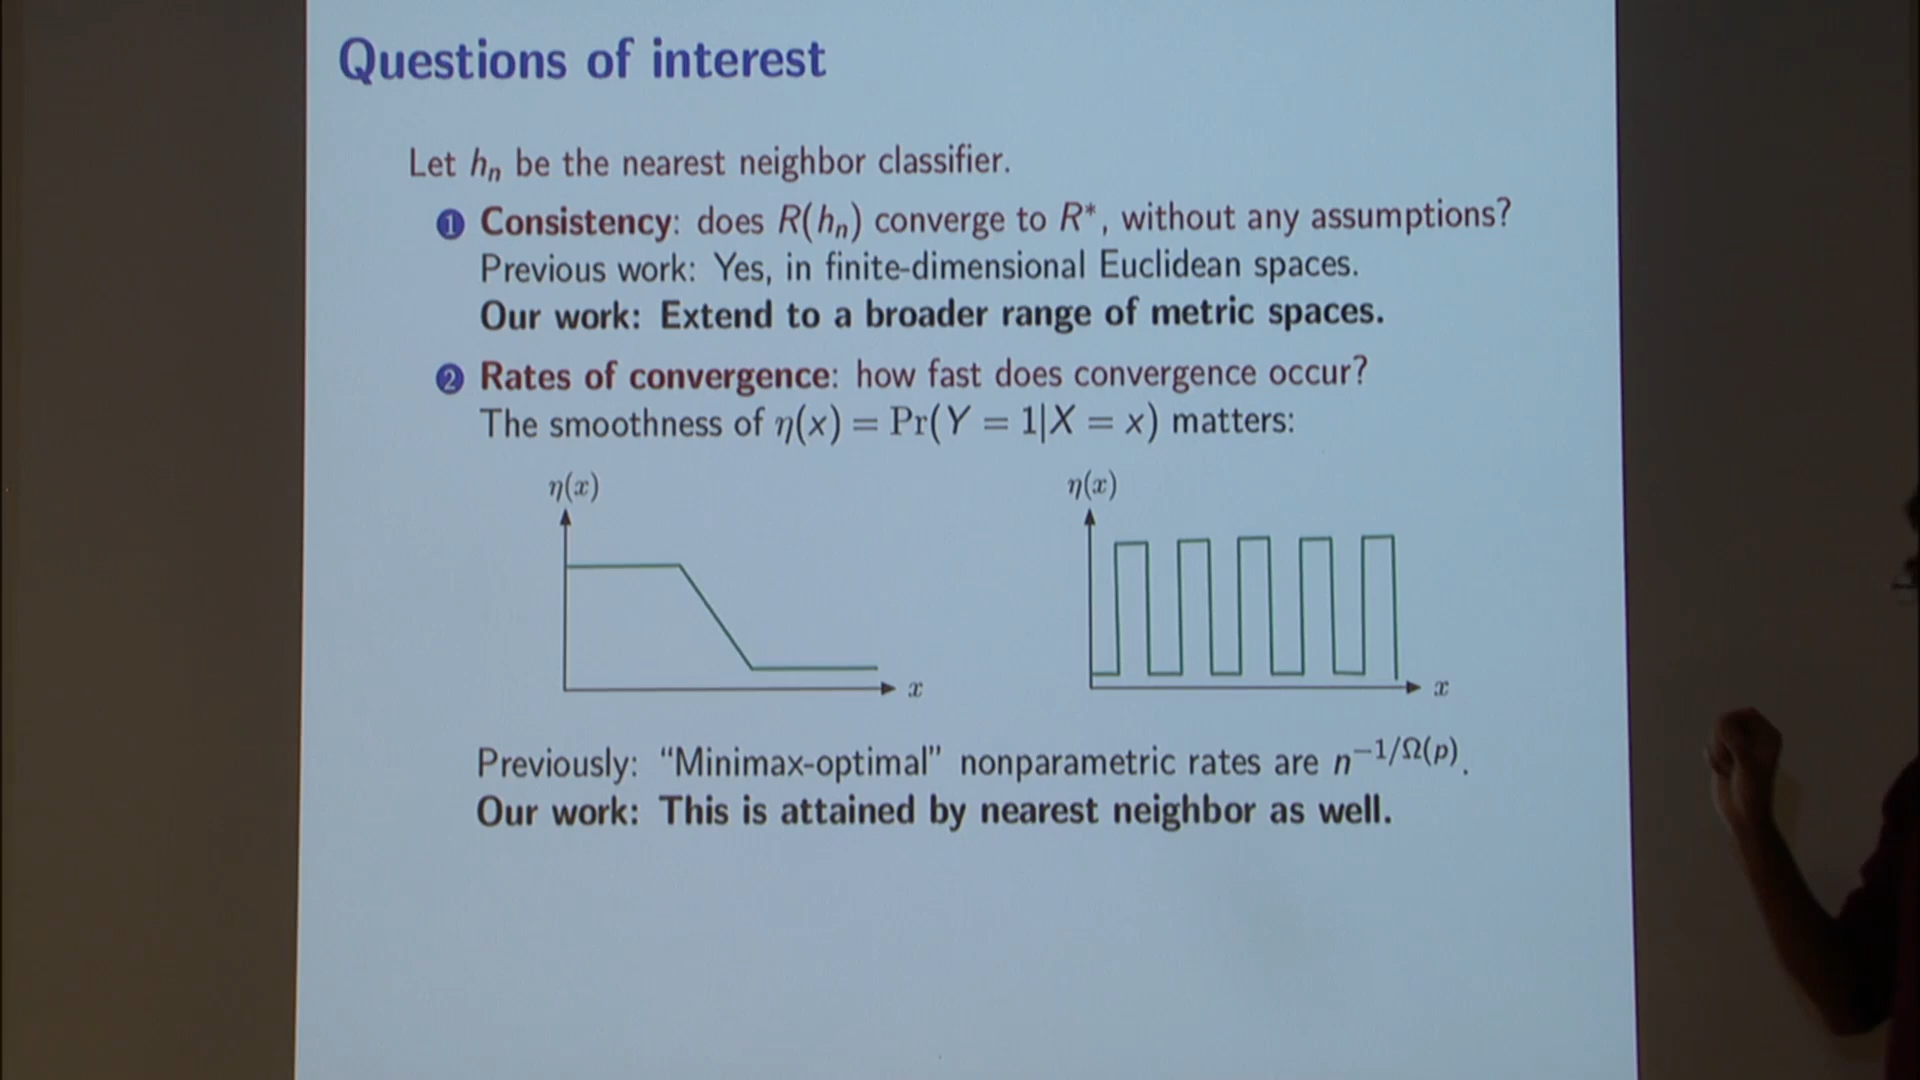 Questions of interest
Let hₙ be the nearest neighbor classifier.
1 Consistency: does R(hₙ) converge to R*, without any assumptions?
Previous work: Yes, in finite-dimensional Euclidean spaces.
Our work: Extend to a broader range of metric spaces.
2 Rates of convergence: how fast does convergence occur?
The smoothness of η(x) = Pr(Y = 1|X = x) matters:
η(x)
x
η(x)
x
Previously: “Minimax-optimal” nonparametric rates are n^{−1/Ω(p)}.
Our work: This is attained by nearest neighbor as well.